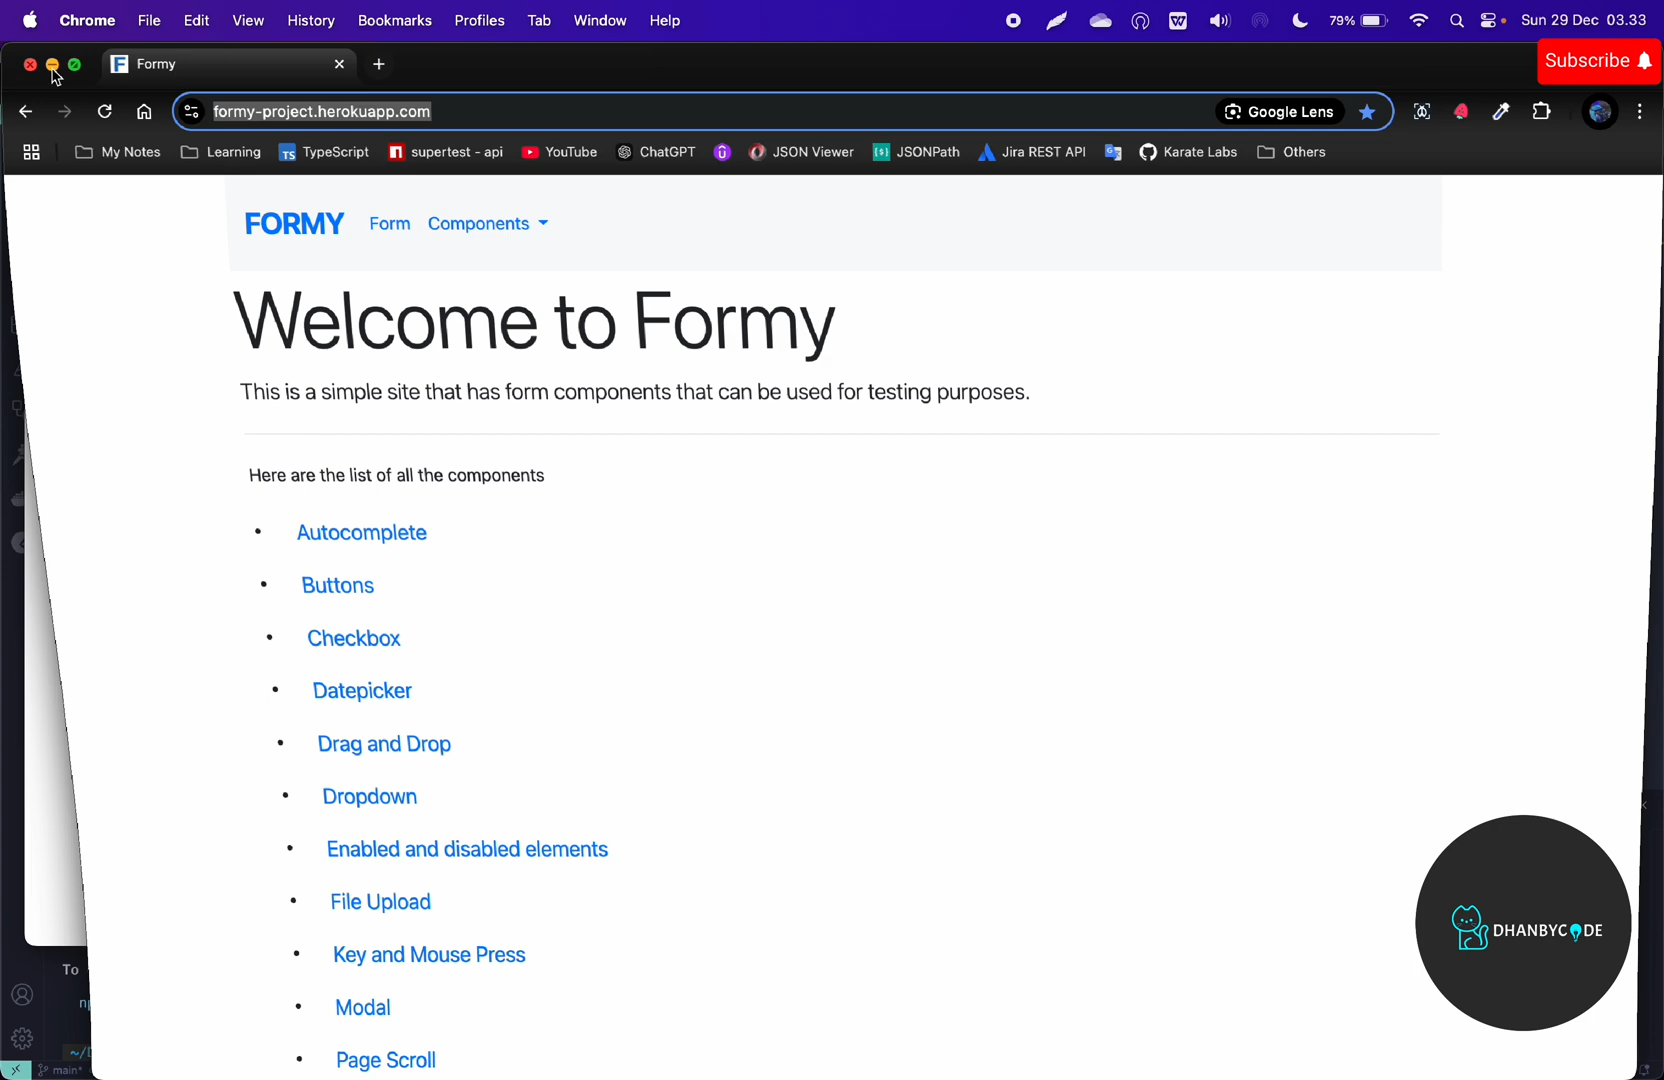 Chrome File Edit View History Bookmarks Profiles Tab Window Help 79% Sun 29 Dec 03.33
Formy
Subscribe
formy-project.herokuapp.com Google Lens
My Notes Learning TypeScript supertest - api YouTube ChatGPT JSON Viewer JSONPath Jira REST API Karate Labs Others
FORMY Form Components
Welcome to Formy
This is a simple site that has form components that can be used for testing purposes.
Here are the list of all the components
• Autocomplete
• Buttons
• Checkbox
• Datepicker
• Drag and Drop
• Dropdown
• Enabled and disabled elements
• File Upload
• Key and Mouse Press
• Modal
• Page Scroll
DHANBYCODE
To
main*